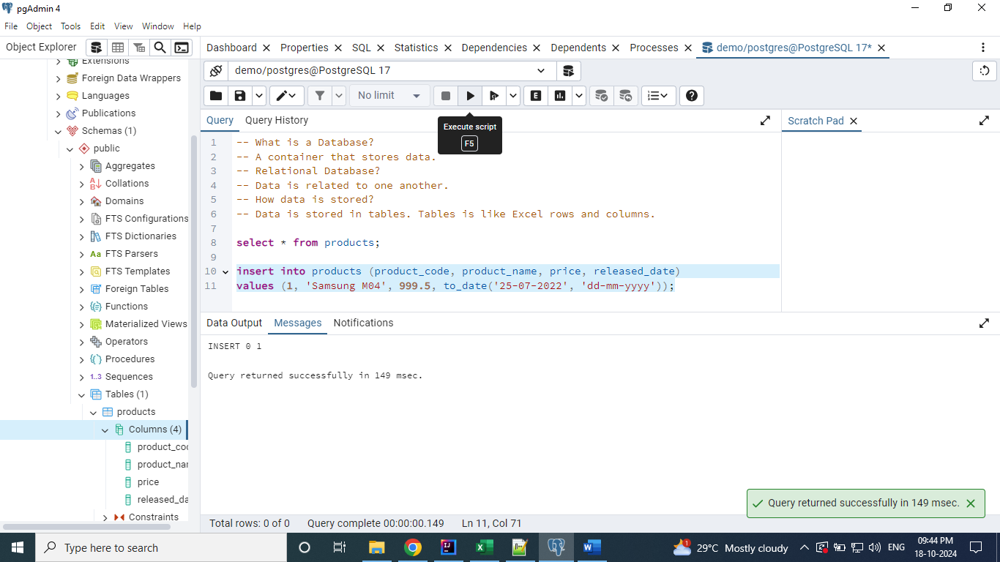 pgAdmin 4
File Object Tools Edit View Window Help
Object Explorer
Dashboard Properties SQL Statistics Dependencies Dependents Processes demo/postgres@PostgreSQL 17*
Extensions
Foreign Data Wrappers
Languages
Publications
Schemas (1)
public
Aggregates
Collations
Domains
FTS Configurations
FTS Dictionaries
Aa FTS Parsers
FTS Templates
Foreign Tables
Functions
Materialized Views
Operators
Procedures
1..3 Sequences
Tables (1)
products
Columns (4)
product_coc
product_nar
price
released_da
Constraints
demo/postgres@PostgreSQL 17
No limit
E
Query Query History
Execute script
F5
Scratch Pad
1 -- What is a Database?
2 -- A container that stores data.
3 -- Relational Database?
4 -- Data is related to one another.
5 -- How data is stored?
6 -- Data is stored in tables. Tables is like Excel rows and columns.
7
8 select * from products;
9
10 insert into products (product_code, product_name, price, released_date)
11 values (1, 'Samsung M04', 999.5, to_date('25-07-2022', 'dd-mm-yyyy'));
Data Output Messages Notifications
INSERT 0 1
Query returned successfully in 149 msec.
Query returned successfully in 149 msec.
Total rows: 0 of 0 Query complete 00:00:00.149 Ln 11, Col 71
Type here to search
1
29°C Mostly cloudy
ENG
09:44 PM
18-10-2024